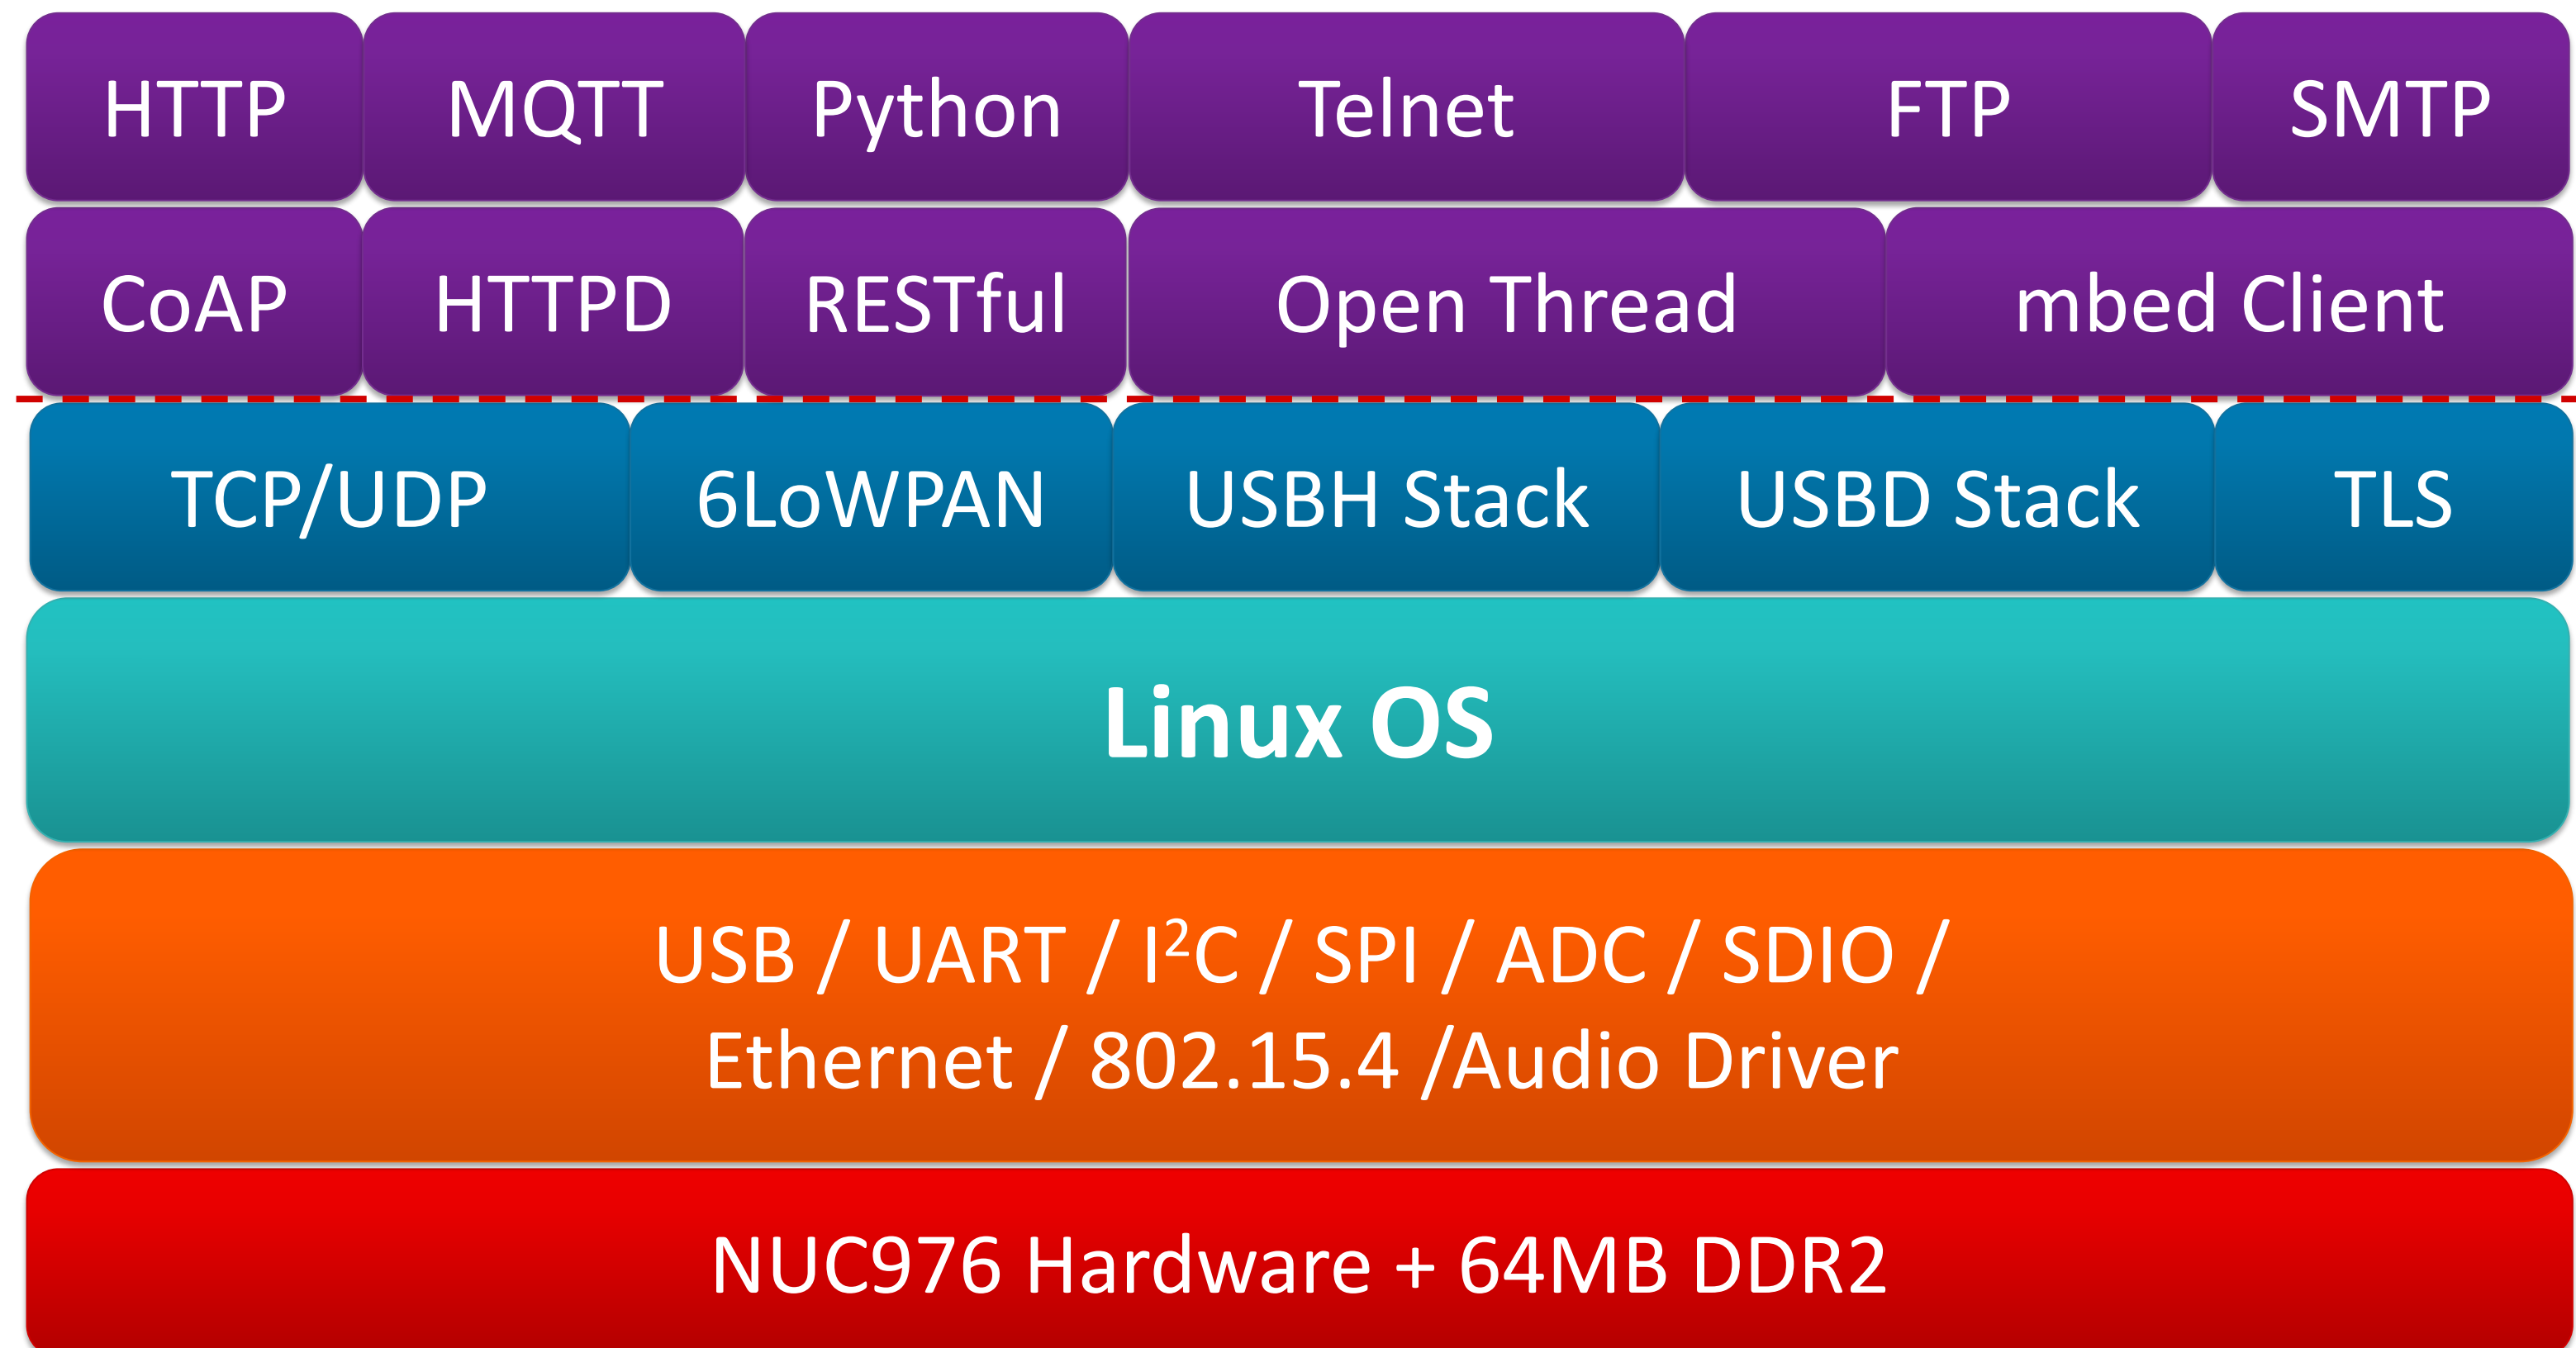 HTTP MQTT Python Telnet FTP SMTP
CoAP HTTPD RESTful Open Thread mbed Client
TCP/UDP 6LoWPAN USBH Stack USBD Stack TLS
Linux OS
USB / UART / I²C / SPI / ADC / SDIO /
Ethernet / 802.15.4 /Audio Driver
NUC976 Hardware + 64MB DDR2